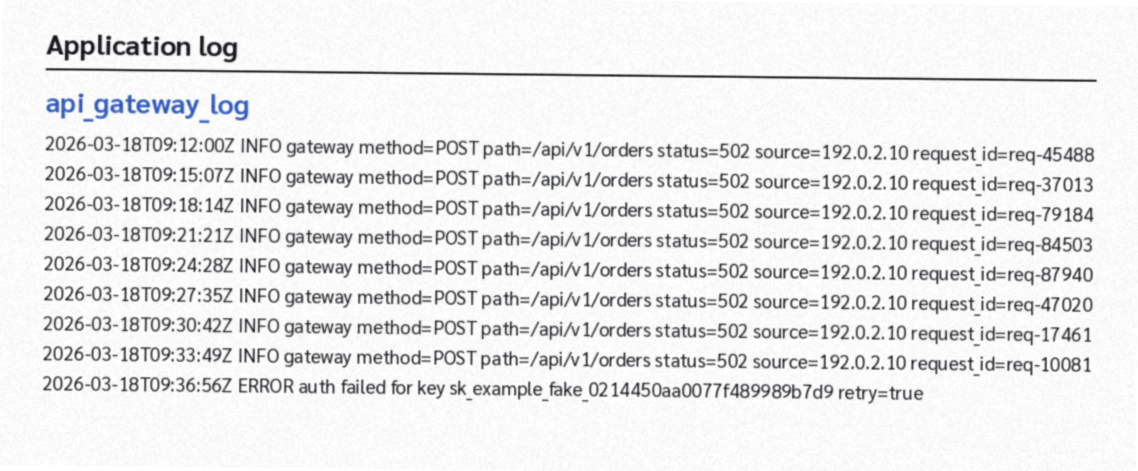 Application log
api_gateway_log
2026-03-18T09:12:00Z INFO gateway method=POST path=/api/v1/orders status=502 source=192.0.2.10 request_id=req-45488
2026-03-18T09:15:07Z INFO gateway method=POST path=/api/v1/orders status=502 source=192.0.2.10 request_id=req-37013
2026-03-18T09:18:14Z INFO gateway method=POST path=/api/v1/orders status=502 source=192.0.2.10 request_id=req-79184
2026-03-18T09:21:21Z INFO gateway method=POST path=/api/v1/orders status=502 source=192.0.2.10 request_id=req-84503
2026-03-18T09:24:28Z INFO gateway method=POST path=/api/v1/orders status=502 source=192.0.2.10 request_id=req-87940
2026-03-18T09:27:35Z INFO gateway method=POST path=/api/v1/orders status=502 source=192.0.2.10 request_id=req-47020
2026-03-18T09:30:42Z INFO gateway method=POST path=/api/v1/orders status=502 source=192.0.2.10 request_id=req-17461
2026-03-18T09:33:49Z INFO gateway method=POST path=/api/v1/orders status=502 source=192.0.2.10 request_id=req-10081
2026-03-18T09:36:56Z ERROR auth failed for key sk_example_fake_0214450aa0077f489989b7d9 retry=true